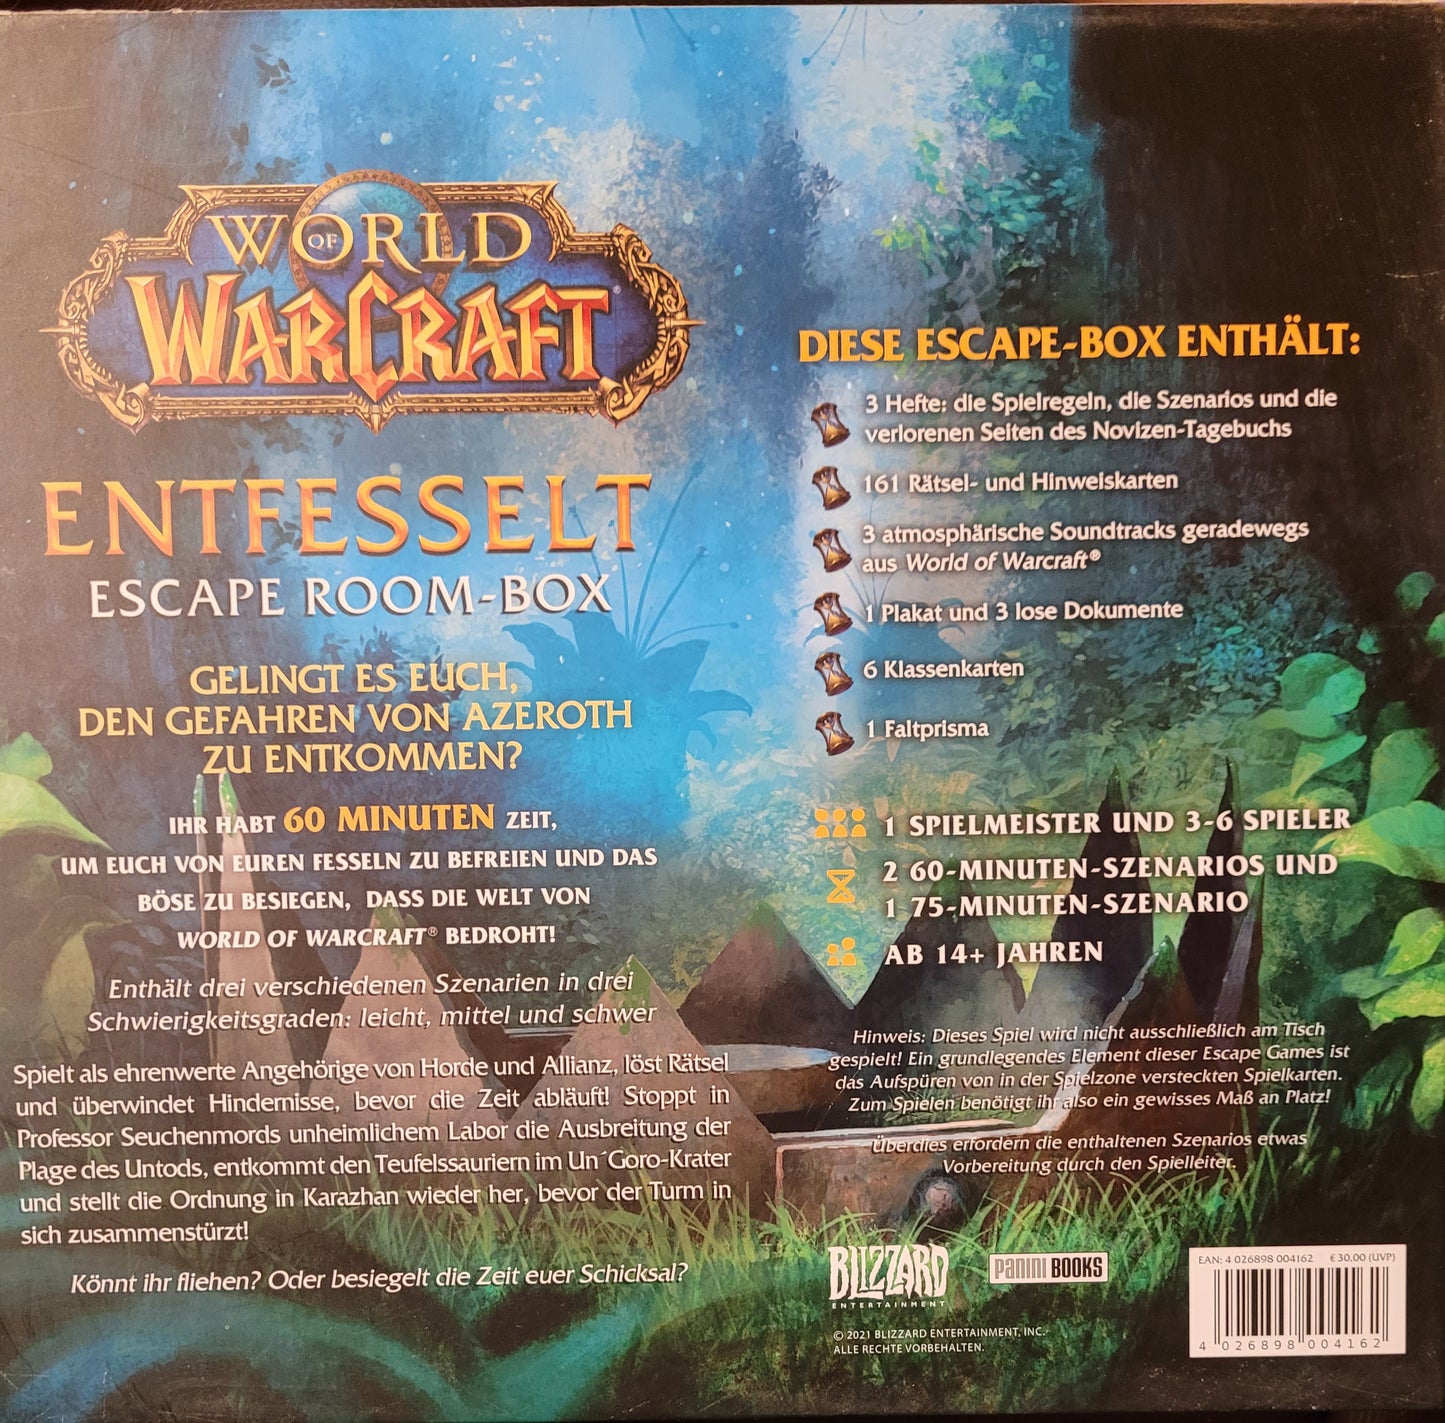 WORLD
OF
WARCRAFT
ENTFESSELT
ESCAPE ROOM-BOX
GELINGT ES EUCH,
DEN GEFAHREN VON AZEROTH
ZU ENTKOMMEN?
IHR HABT 60 MINUTEN ZEIT,
UM EUCH VON EUREN FESSELN ZU BEFREIEN UND DAS
BÖSE ZU BESIEGEN, DASS DIE WELT VON
WORLD OF WARCRAFT® BEDROHT!
Enthält drei verschiedenen Szenarien in drei
Schwierigkeitsgraden: leicht, mittel und schwer
Spielt als ehrenwerte Angehörige von Horde und Allianz, löst Rätsel
und überwindet Hindernisse, bevor die Zeit abläuft! Stoppt in
Professor Seuchenmords unheimlichem Labor die Ausbreitung der
Plage des Untods, entkommt den Teufelssauriern im Un´Goro-Krater
und stellt die Ordnung in Karazhan wieder her, bevor der Turm in
sich zusammenstürzt!
Könnt ihr fliehen? Oder besiegelt die Zeit euer Schicksal?
DIESE ESCAPE-BOX ENTHÄLT:
3 Hefte: die Spielregeln, die Szenarios und die
verlorenen Seiten des Novizen-Tagebuchs
161 Rätsel- und Hinweiskarten
3 atmosphärische Soundtracks geradewegs
aus World of Warcraft®
1 Plakat und 3 lose Dokumente
6 Klassenkarten
1 Faltprisma
1 SPIELMEISTER UND 3-6 SPIELER
2 60-MINUTEN-SZENARIOS UND
1 75-MINUTEN-SZENARIO
AB 14+ JAHREN
Hinweis: Dieses Spiel wird nicht ausschließlich am Tisch
gespielt! Ein grundlegendes Element dieser Escape Games ist
das Aufspüren von in der Spielzone versteckten Spielkarten.
Zum Spielen benötigt ihr also ein gewisses Maß an Platz!
Überdies erfordern die enthaltenen Szenarios etwas
Vorbereitung durch den Spielleiter.
BLIZZARD
ENTERTAINMENT
PANINI BOOKS
© 2021 BLIZZARD ENTERTAINMENT, INC.
ALLE RECHTE VORBEHALTEN.
EAN: 4 026898 004162 € 30.00 (UVP)
4 026898 004162